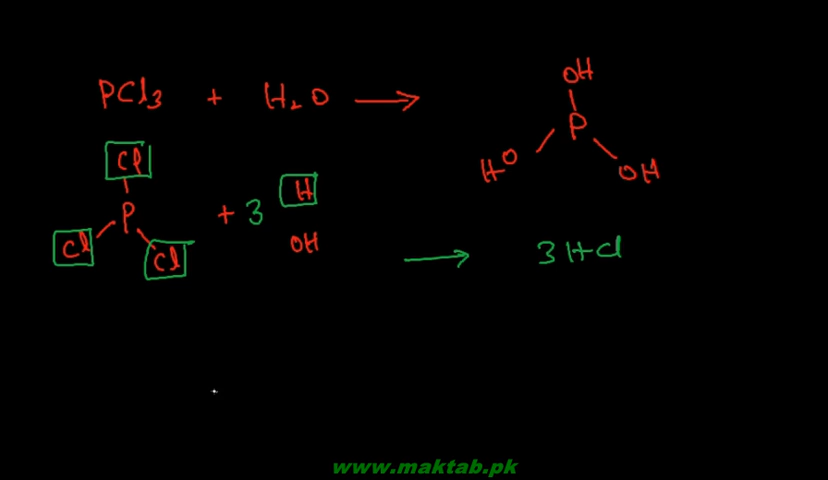 PCl3 + H2O →
OH
P
HO OH
Cl
P
Cl Cl
+ 3 H
OH
→ 3HCl
www.maktab.pk